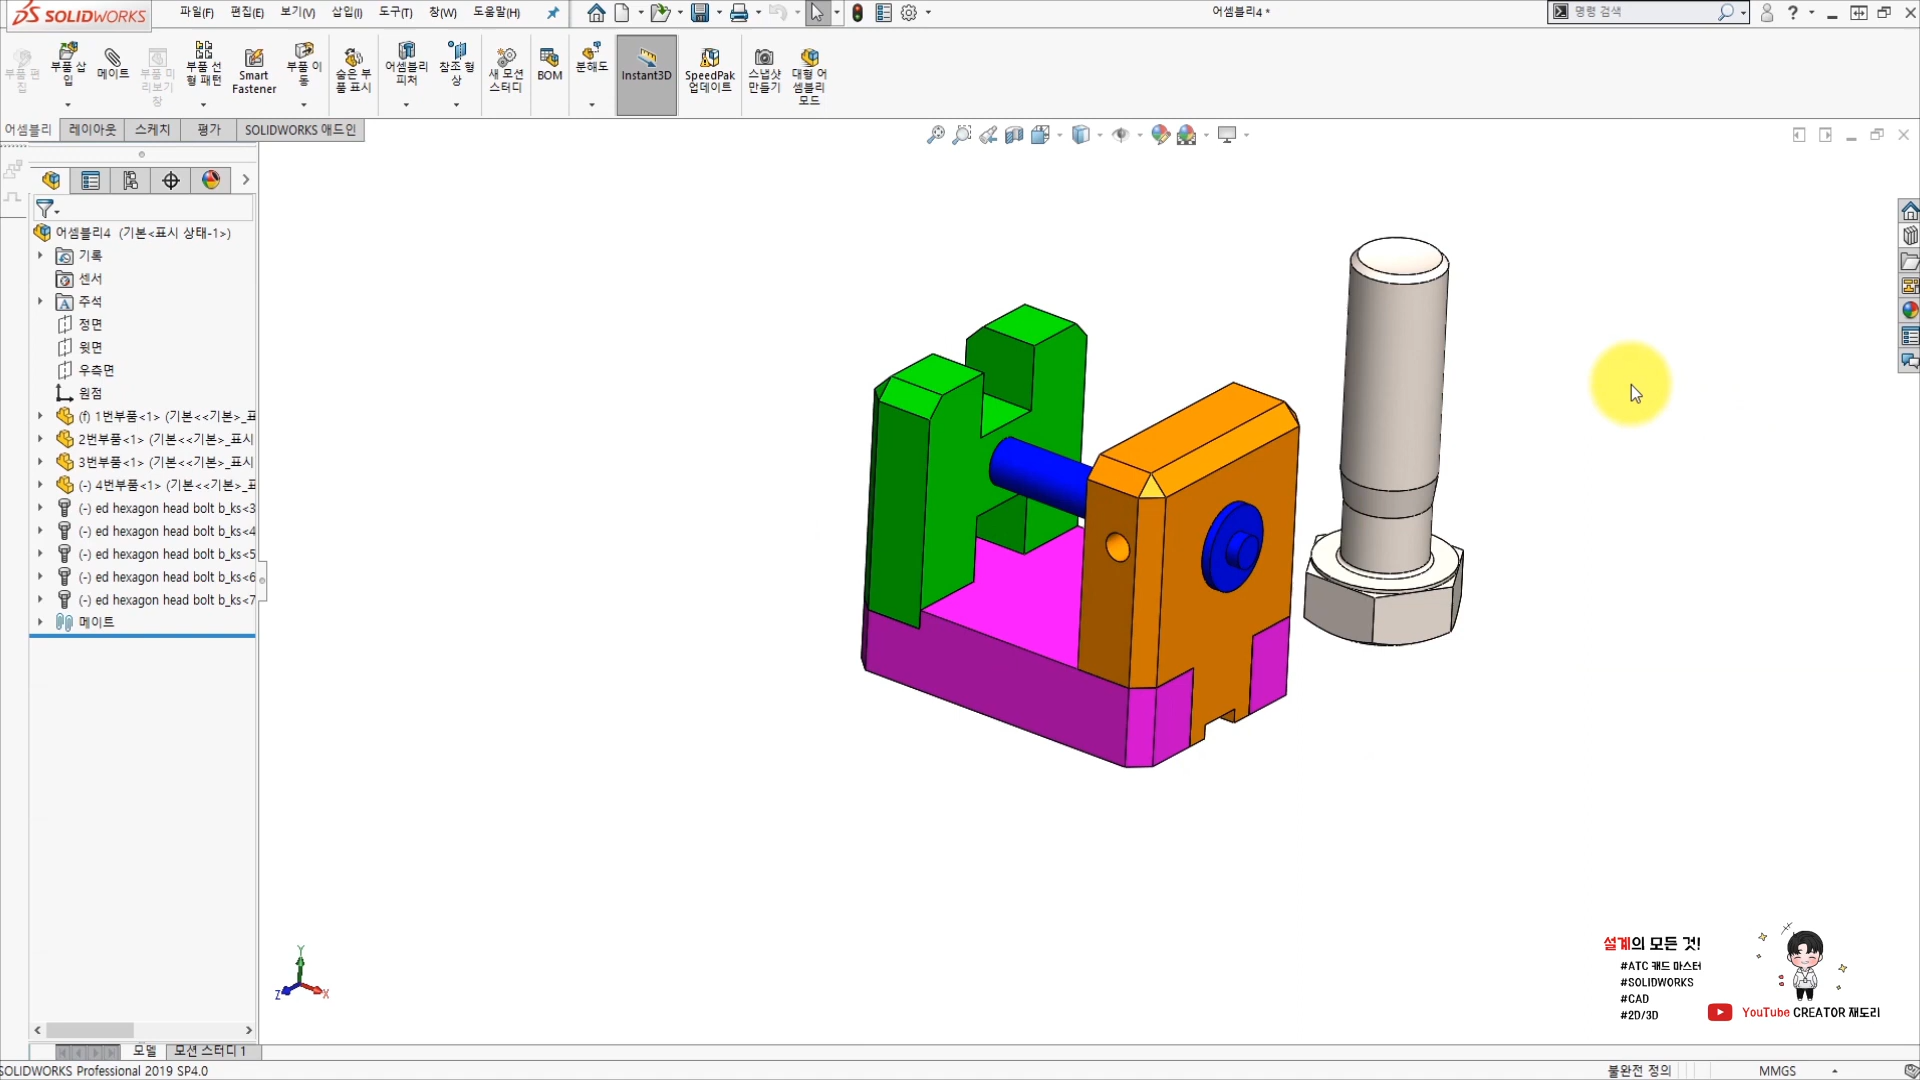 SOLIDWORKS
파일(F)
편집(E)
보기(V)
삽입(I)
도구(T)
창(W)
도움말(H)
어셈블리4 *
명령 검색
부품 편집
부품 삽입
메이트
부품 미리보기 창
부품 선형 패턴
Smart Fastener
부품 이동
숨은 부품 표시
어셈블리 피처
참조 형상
새 모션 스터디
BOM
분해도
Instant3D
SpeedPak 업데이트
스냅샷 만들기
대형 어셈블리 모드
어셈블리
레이아웃
스케치
평가
SOLIDWORKS 애드인
어셈블리4 (기본<표시 상태-1>)
기록
센서
주석
정면
윗면
우측면
원점
(f) 1번부품<1> (기본<<기본>_표
2번부품<1> (기본<<기본>_표시
3번부품<1> (기본<<기본>_표시
(-) 4번부품<1> (기본<<기본>_표
(-) ed hexagon head bolt b_ks<3
(-) ed hexagon head bolt b_ks<4
(-) ed hexagon head bolt b_ks<5
(-) ed hexagon head bolt b_ks<6
(-) ed hexagon head bolt b_ks<7
메이트
Y
Z
X
설계의 모든 것!
#ATC 캐드 마스터
#SOLIDWORKS
#CAD
#2D/3D
YouTube CREATOR 재도리
모델
모션 스터디 1
SOLIDWORKS Professional 2019 SP4.0
불완전 정의
MMGS